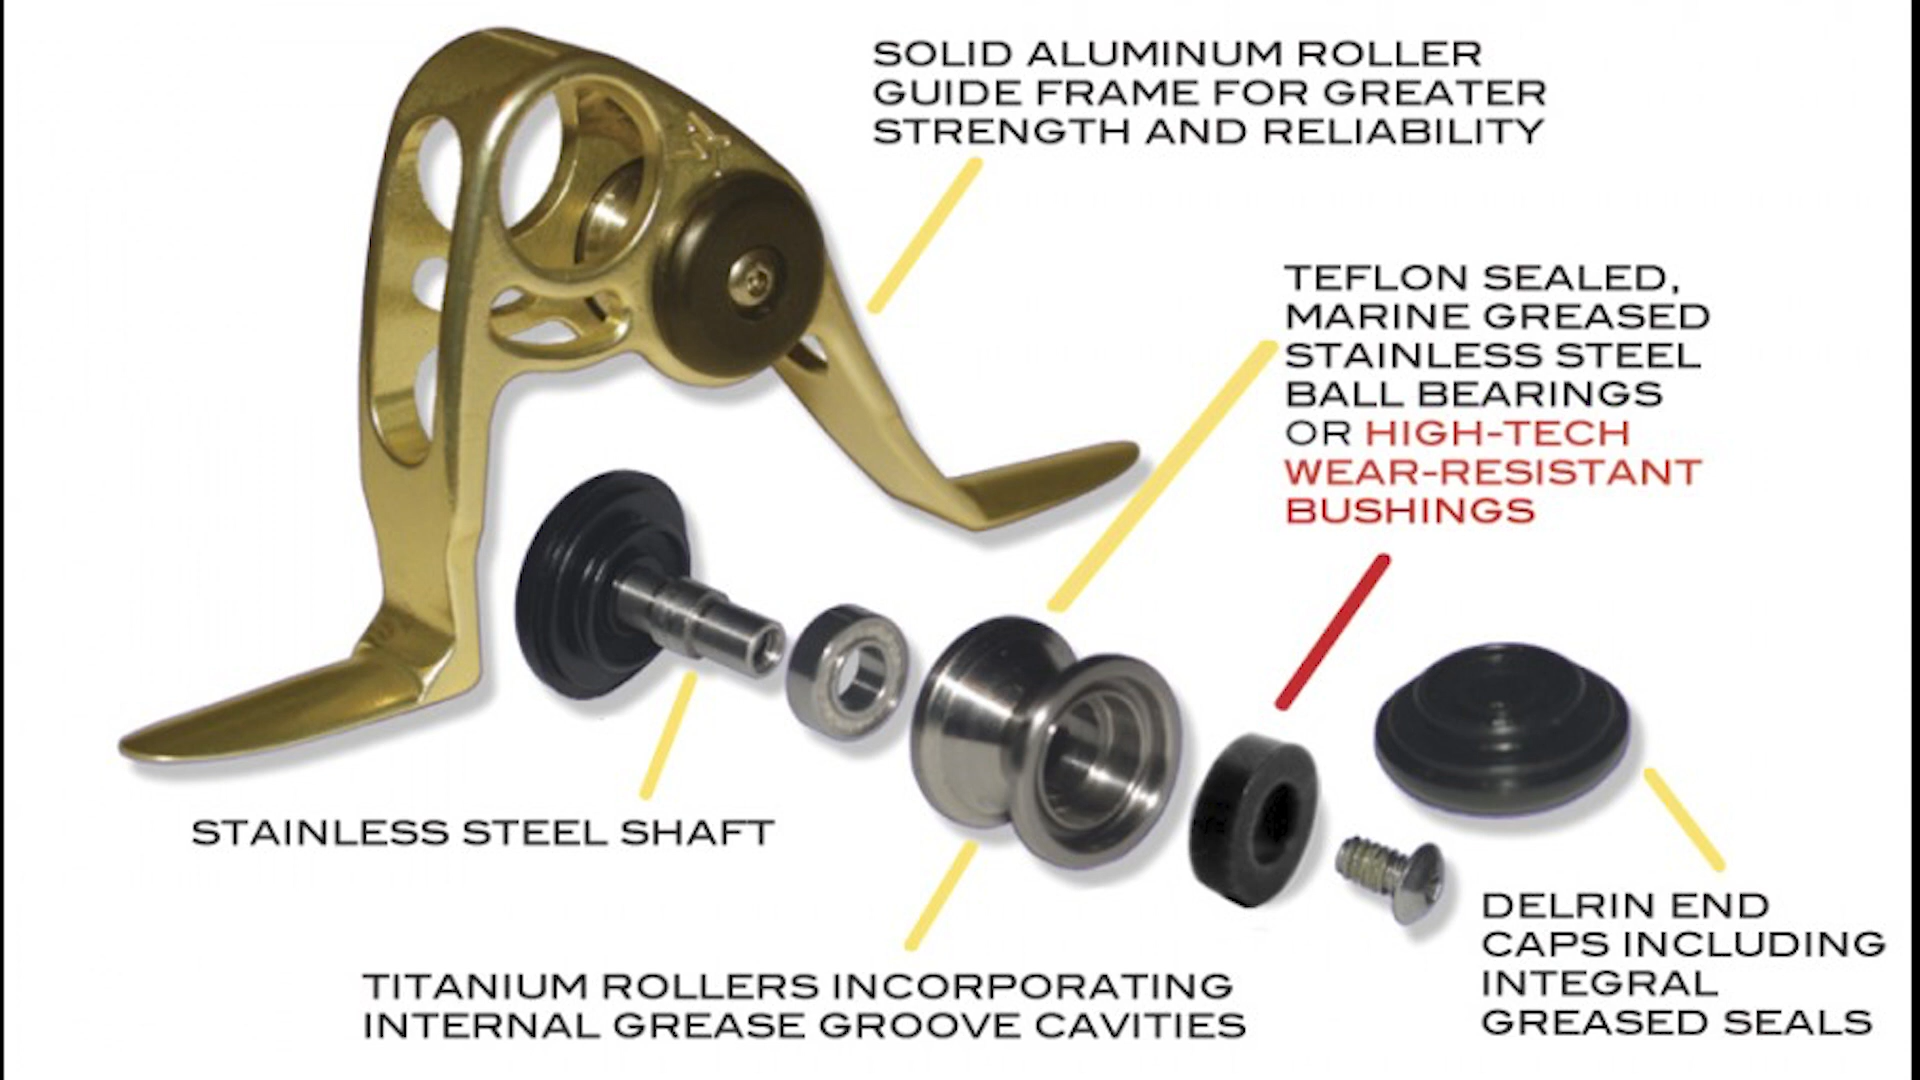 SOLID ALUMINUM ROLLER
GUIDE FRAME FOR GREATER
STRENGTH AND RELIABILITY
TEFLON SEALED,
MARINE GREASED
STAINLESS STEEL
BALL BEARINGS
OR HIGH-TECH
WEAR-RESISTANT
BUSHINGS
STAINLESS STEEL SHAFT
TITANIUM ROLLERS INCORPORATING
INTERNAL GREASE GROOVE CAVITIES
DELRIN END
CAPS INCLUDING
INTEGRAL
GREASED SEALS